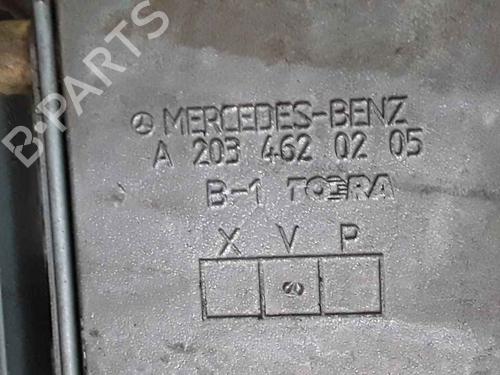 B-PARTS
MERCEDES-BENZ
A 203 462 02 05
B-1
X V P